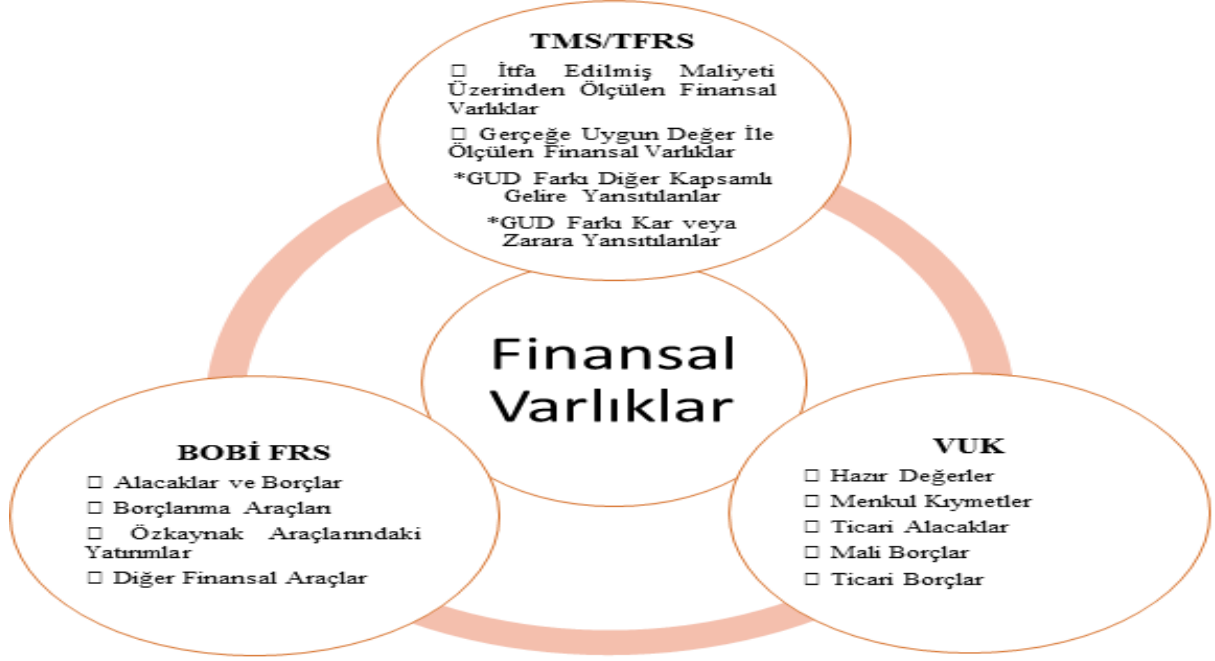 TMS/TFRS
□ İtfa Edilmiş Maliyeti
Üzerinden Ölçülen Finansal
Varlıklar
□ Gerçeğe Uygun Değer İle
Ölçülen Finansal Varlıklar
*GUD Farkı Diğer Kapsamlı
Gelire Yansıtılanlar
*GUD Farkı Kar veya
Zarara Yansıtılanlar
Finansal
Varlıklar
BOBİ FRS
□ Alacaklar ve Borçlar
□ Borçlanma Araçları
□ Özkaynak Araçlarındaki
Yatırımlar
□ Diğer Finansal Araçlar
VUK
□ Hazır Değerler
□ Menkul Kıymetler
□ Ticari Alacaklar
□ Mali Borçlar
□ Ticari Borçlar